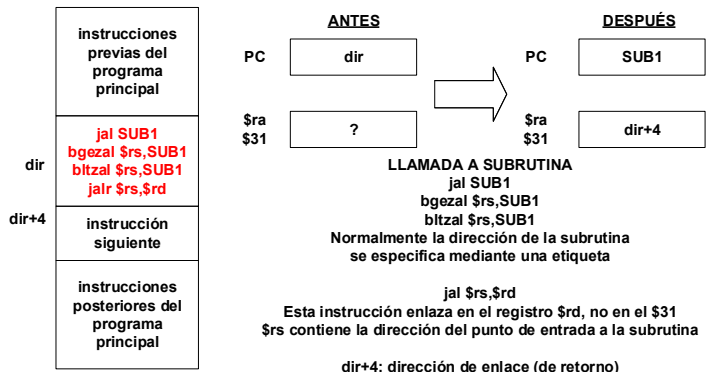 instrucciones
previas del
programa
principal
dir
jal SUB1
bgezal $rs,SUB1
bltzal $rs,SUB1
jalr $rs,$rd
dir+4
instrucción
siguiente
instrucciones
posteriores del
programa
principal
ANTES
PC
dir
$ra
$31
?
DESPUÉS
PC
SUB1
$ra
$31
dir+4
LLAMADA A SUBRUTINA
jal SUB1
bgezal $rs,SUB1
bltzal $rs,SUB1
Normalmente la dirección de la subrutina
se especifica mediante una etiqueta
jal $rs,$rd
Esta instrucción enlaza en el registro $rd, no en el $31
$rs contiene la dirección del punto de entrada a la subrutina
dir+4: dirección de enlace (de retorno)